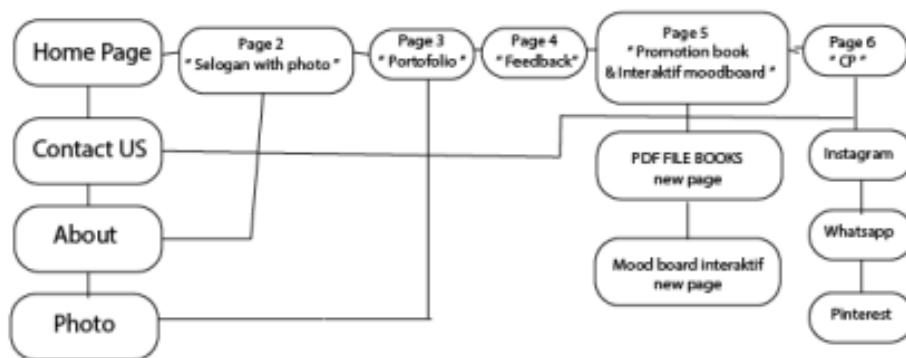 Home Page
Page 2
" Selogan with photo "
Page 3
" Portofolio "
Page 4
"Feedback"
Page 5
" Promotion book
& Interaktif moodboard "
Page 6
" CP "
Contact US
PDF FILE BOOKS
new page
Instagram
About
Whatsapp
Mood board interaktif
new page
Photo
Pinterest